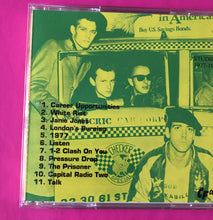 in America
Buy U.S. Savings Bonds.
1. Career Opportunities
2. White Riot
3. Janie Jones
4. London's Burning
5. 1977
6. Listen
7. 1-2 Clash On You
8. Pressure Drop
9. The Prisoner
10. Capital Radio Two
11. Talk
CHECKER